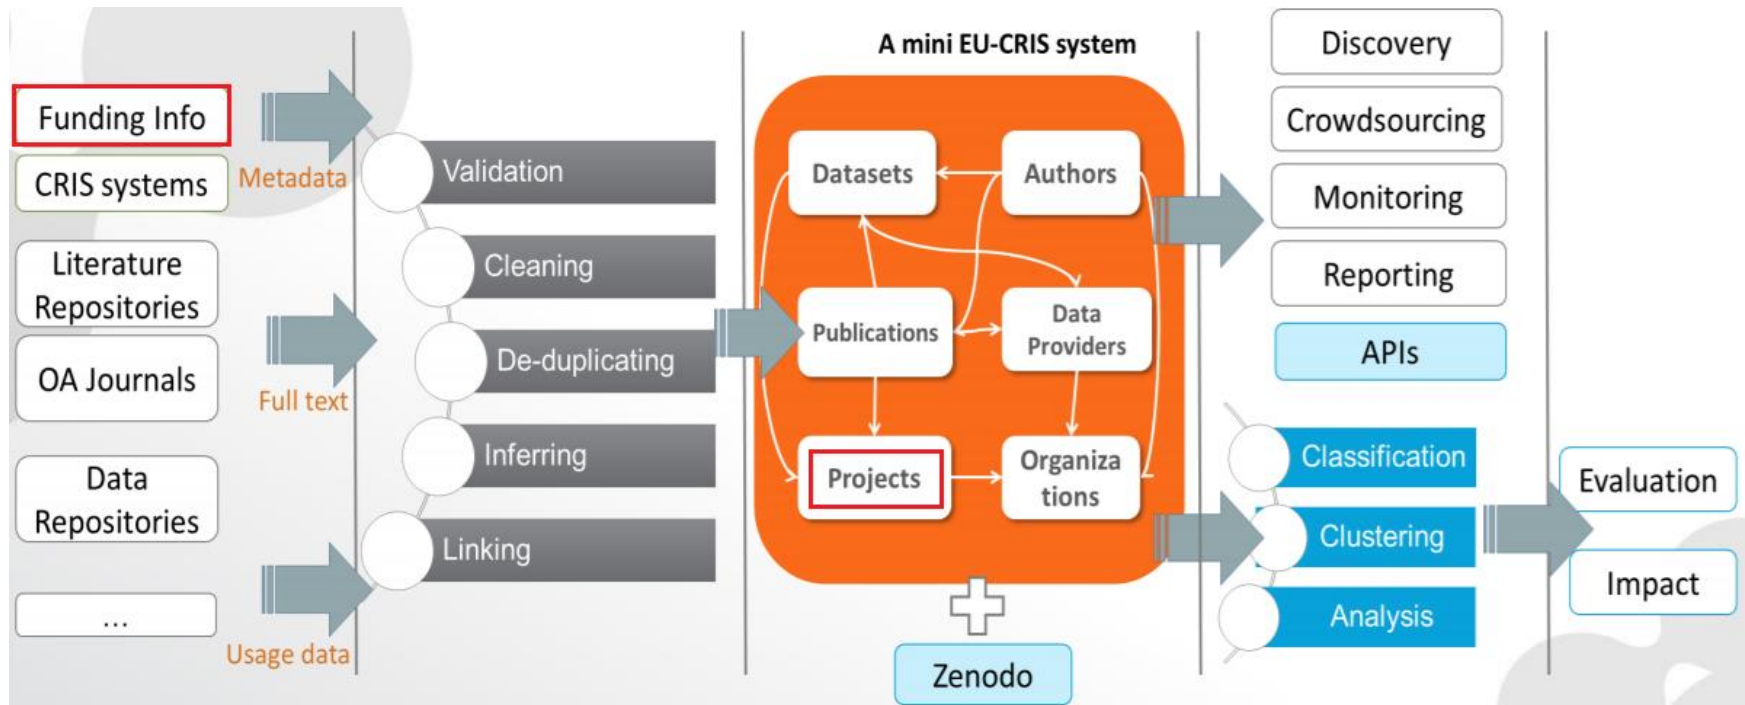 Funding Info
CRIS systems
Literature
Repositories
OA Journals
Data
Repositories
...
Metadata
Full text
Usage data
Validation
Cleaning
De-duplicating
Inferring
Linking
A mini EU-CRIS system
Datasets
Authors
Publications
Data
Providers
Projects
Organiza
tions
Zenodo
Discovery
Crowdsourcing
Monitoring
Reporting
APIs
Classification
Clustering
Analysis
Evaluation
Impact